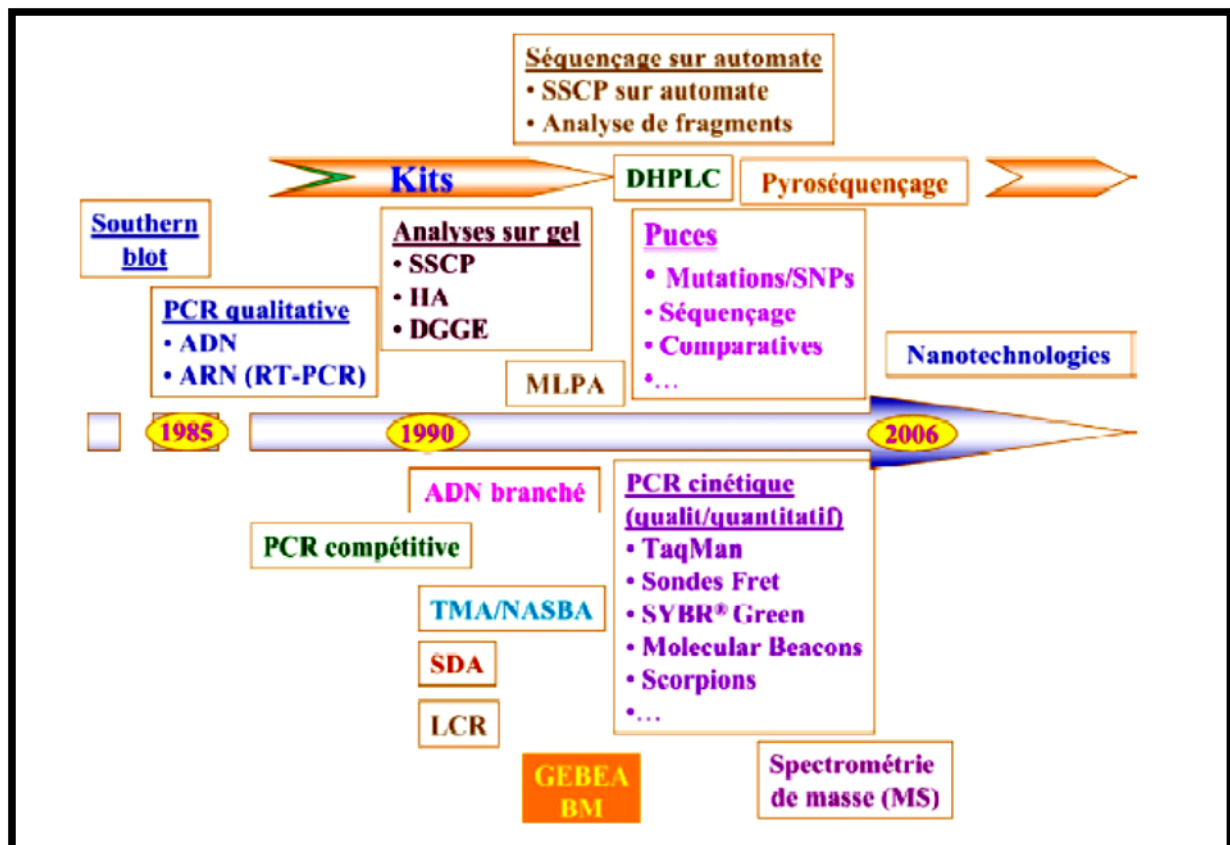 Séquençage sur automate
• SSCP sur automate
• Analyse de fragments
Kits
DHPLC
Pyroséquençage
Southern
blot
Analyses sur gel
• SSCP
• HA
• DGGE
Puces
• Mutations/SNPs
• Séquençage
• Comparatives
•…
PCR qualitative
• ADN
• ARN (RT-PCR)
MLPA
Nanotechnologies
1985
1990
2006
ADN branché
PCR cinétique
(qualit/quantitatif)
• TaqMan
• Sondes Fret
• SYBR® Green
• Molecular Beacons
• Scorpions
•…
PCR compétitive
TMA/NASBA
SDA
LCR
GEBEA
BM
Spectrométrie
de masse (MS)